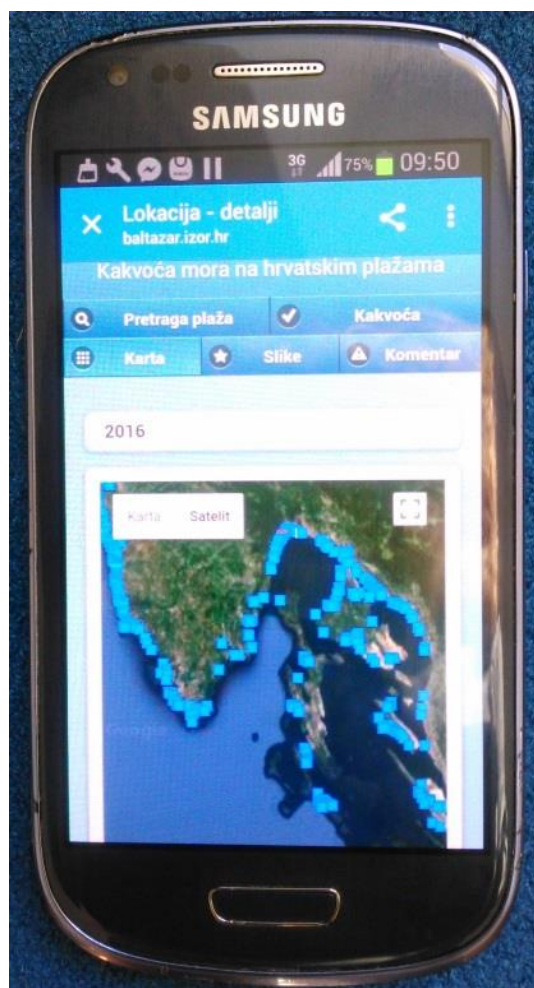 SAMSUNG
3G 75% 09:50
Lokacija - detalji
baltazar.izor.hr
Kakvoća mora na hrvatskim plažama
Pretraga plaža Kakvoća
Karta Slike Komentar
2016
Karta Satelit
Google